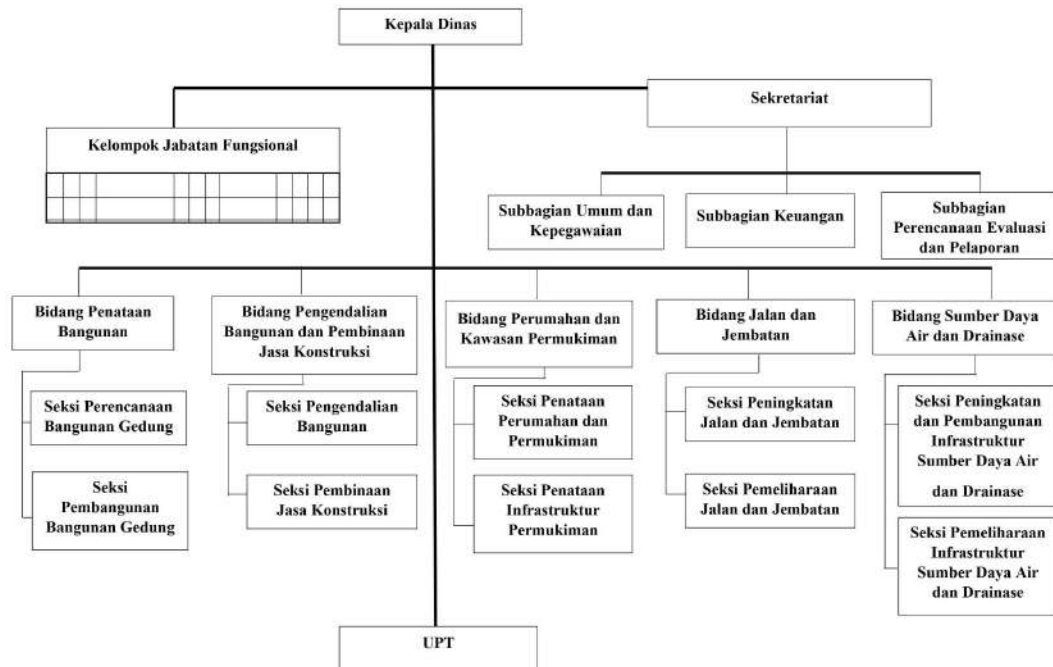 Kepala Dinas
Sekretariat
Kelompok Jabatan Fungsional
Subbagian Umum dan
Kepegawaian
Subbagian Keuangan
Subbagian
Perencanaan Evaluasi
dan Pelaporan
Bidang Penataan
Bangunan
Bidang Pengendalian
Bangunan dan Pembinaan
Jasa Konstruksi
Bidang Perumahan dan
Kawasan Permukiman
Bidang Jalan dan
Jembatan
Bidang Sumber Daya
Air dan Drainase
Seksi Perencanaan
Bangunan Gedung
Seksi
Pembangunan
Bangunan Gedung
Seksi Pengendalian
Bangunan
Seksi Pembinaan
Jasa Konstruksi
Seksi Penataan
Perumahan dan
Permukiman
Seksi Penataan
Infrastruktur
Permukiman
Seksi Peningkatan
Jalan dan Jembatan
Seksi Pemeliharaan
Jalan dan Jembatan
Seksi Peningkatan
dan Pembangunan
Infrastruktur
Sumber Daya Air
dan Drainase
Seksi Pemeliharaan
Infrastruktur
Sumber Daya Air
dan Drainase
UPT